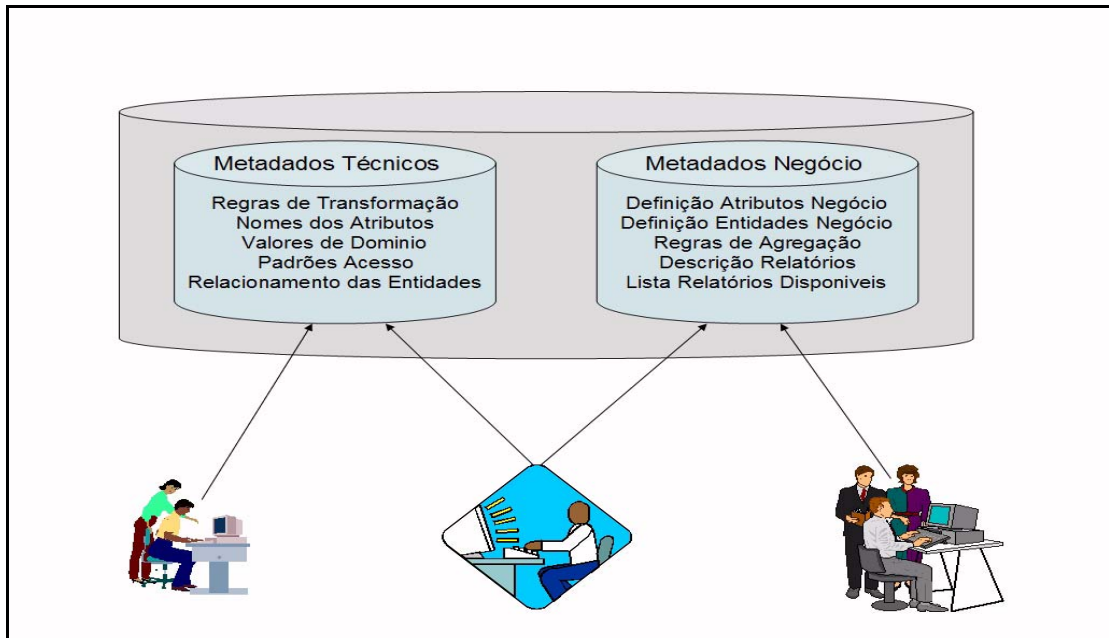 Metadados Técnicos
Regras de Transformação
Nomes dos Atributos
Valores de Dominio
Padrões Acesso
Relacionamento das Entidades
Metadados Negócio
Definição Atributos Negócio
Definição Entidades Negócio
Regras de Agregação
Descrição Relatórios
Lista Relatórios Disponiveis